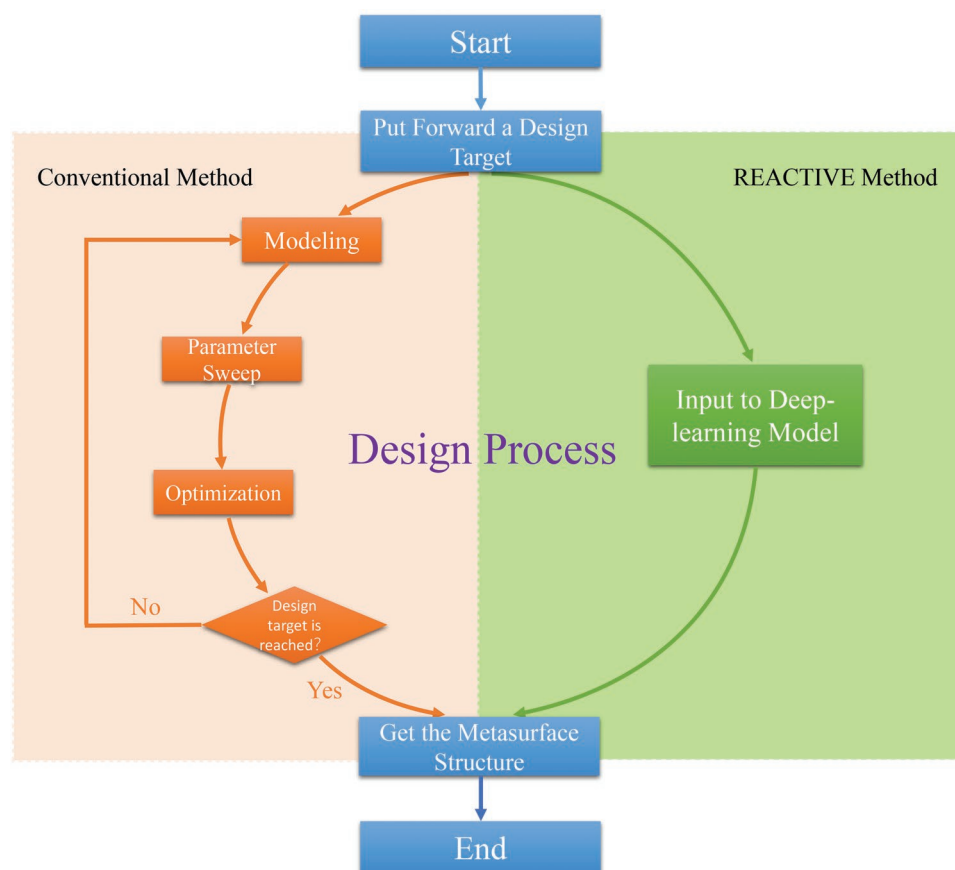 Start
Put Forward a Design
Target
Conventional Method
REACTIVE Method
Modeling
Parameter
Sweep
Input to Deep-
learning Model
Design Process
Optimization
No
Design
target is
reached?
Yes
Get the Metasurface
Structure
End